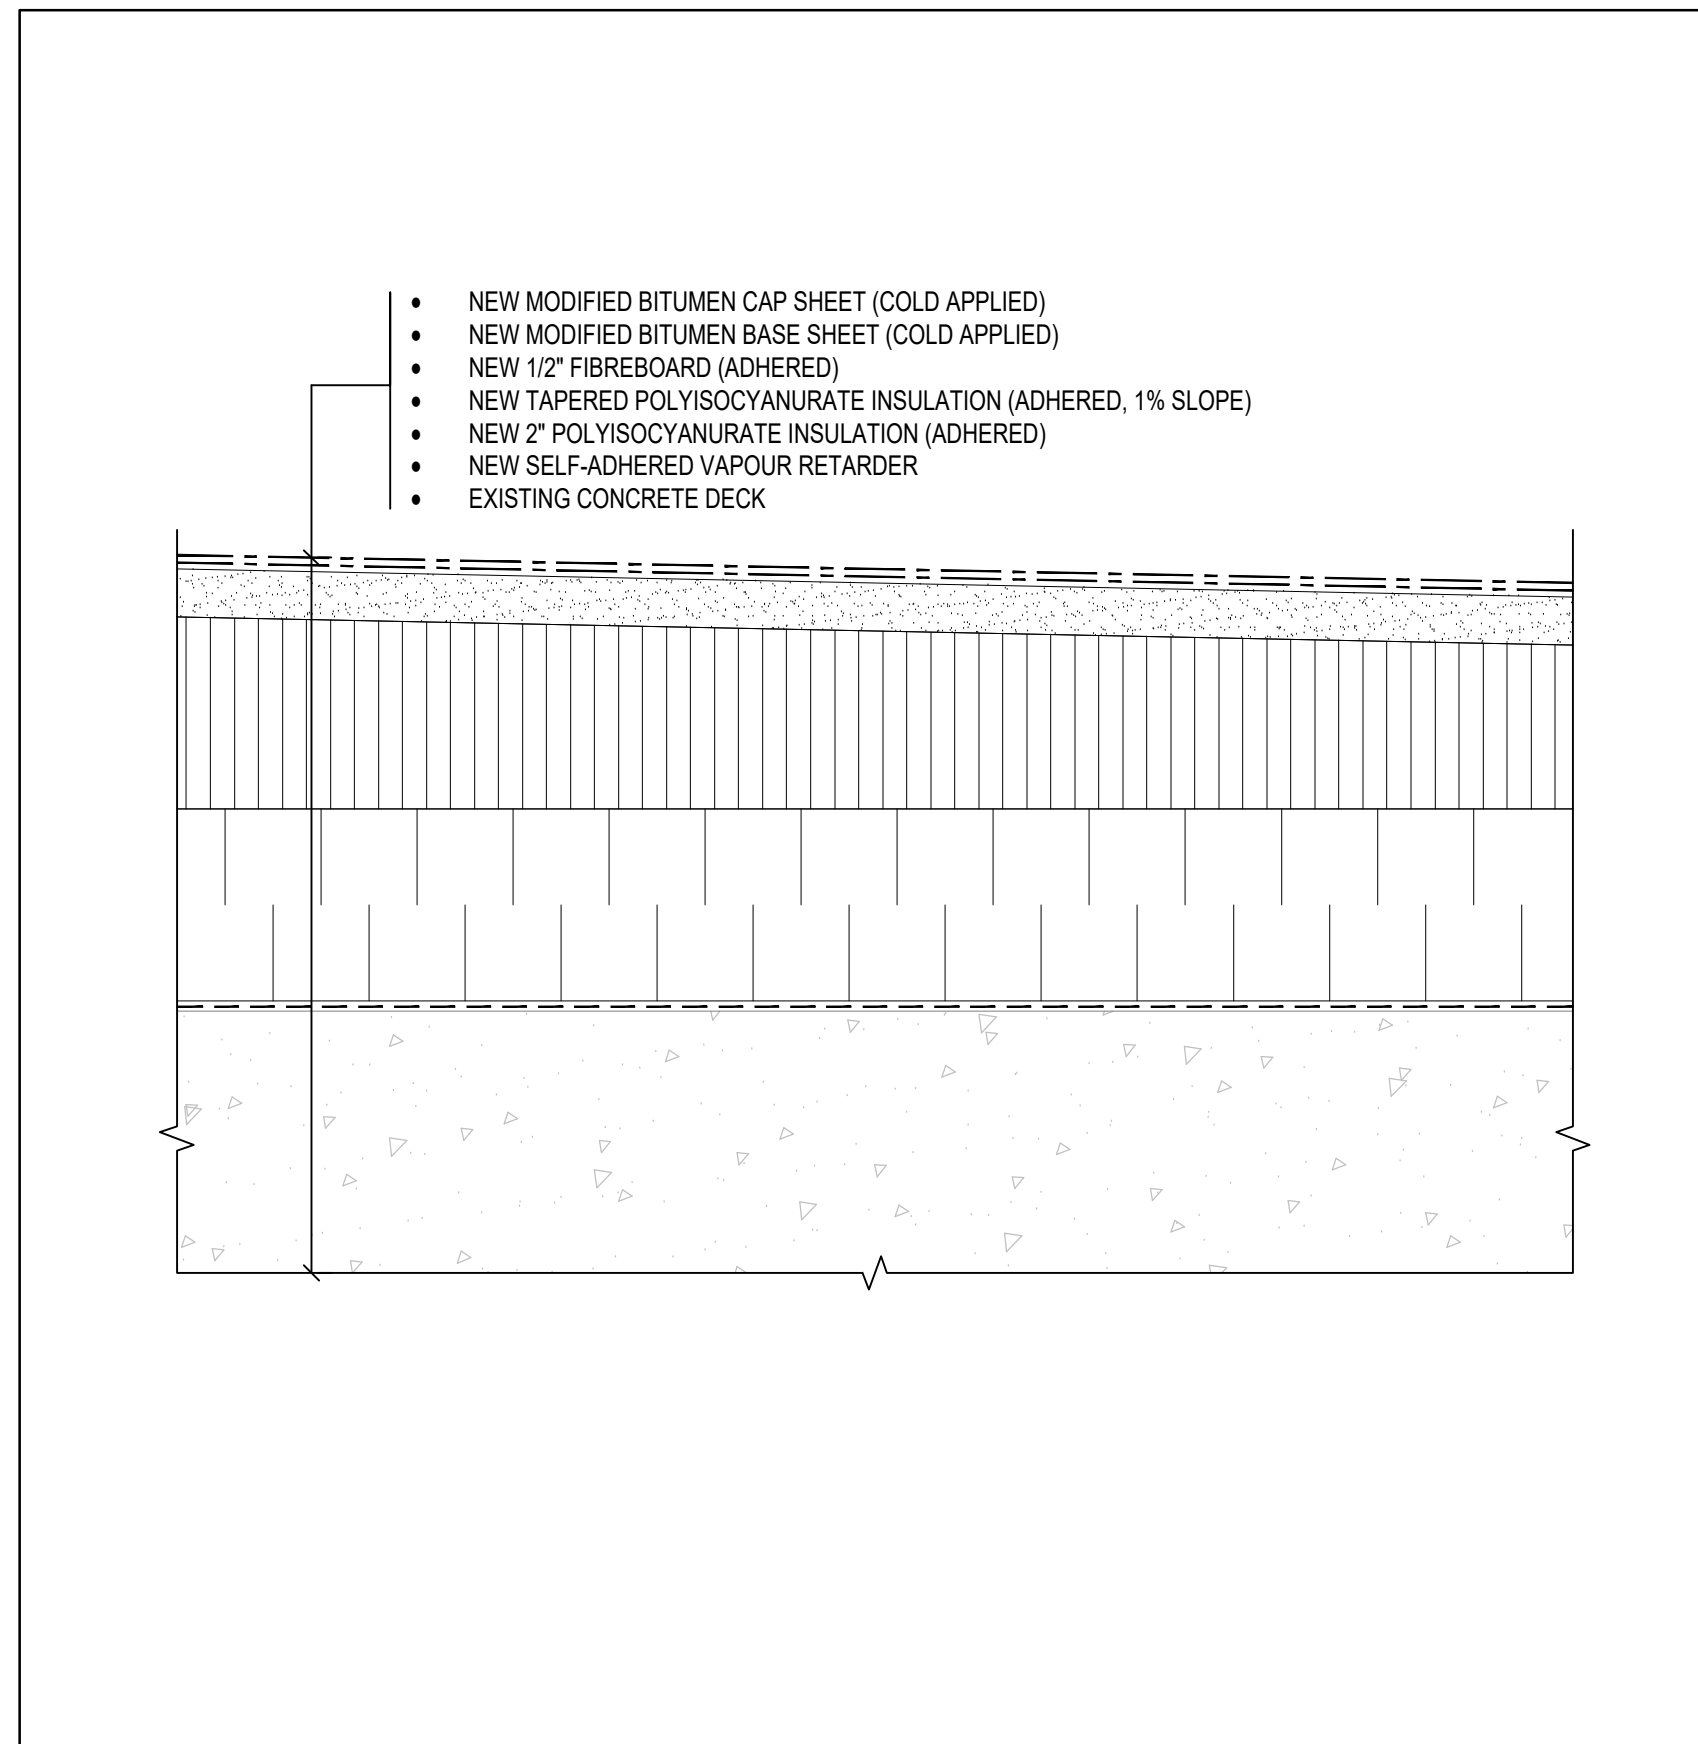 • NEW MODIFIED BITUMEN CAP SHEET (COLD APPLIED)
• NEW MODIFIED BITUMEN BASE SHEET (COLD APPLIED)
• NEW 1/2" FIBREBOARD (ADHERED)
• NEW TAPERED POLYISOCYANURATE INSULATION (ADHERED, 1% SLOPE)
• NEW 2" POLYISOCYANURATE INSULATION (ADHERED)
• NEW SELF-ADHERED VAPOUR RETARDER
• EXISTING CONCRETE DECK